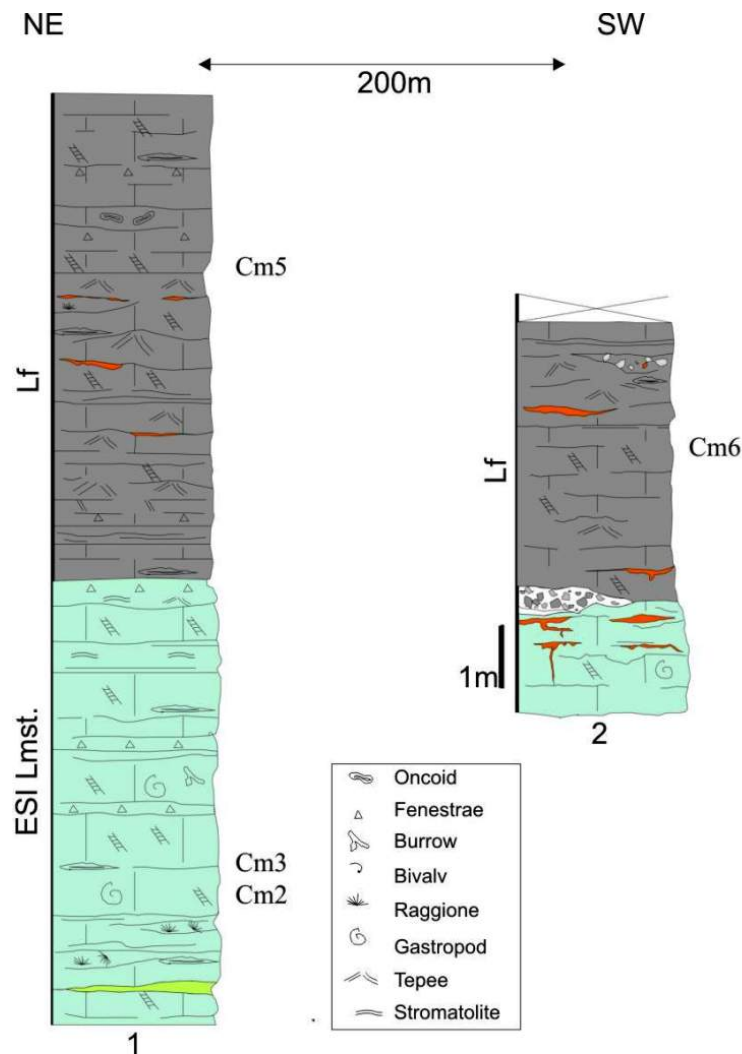 NE
SW
200m
Lf
Cm5
Lf
Cm6
ESI Lmst.
1m
2
Cm3
Cm2
1
Oncoid
Fenestrae
Burrow
Bivalv
Raggione
Gastropod
Tepee
Stromatolite